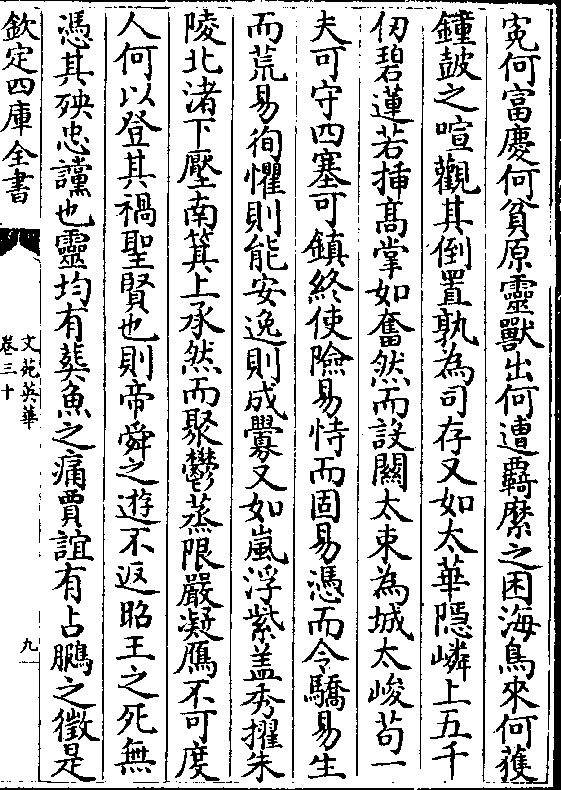 寃何富慶何貧原靈獸出何遭覊縻之困海鳥來何獲
鐘皷之喧觀其倒置孰為司存又如太華隠嶙上五千
仞碧蓮若挿髙掌如奮然而設關太束為城太峻茍一
夫可守四塞可鎮終使險易恃而固易憑而令驕易生
而荒易徇懼則能安逸則成釁又如嵐浮紫盖秀擢朱
陵北渚下壓南箕上承然而聚鬱蒸限嚴凝鴈不可度
人何以登其禍聖賢也則帝舜之遊不返昭王之死無
憑其殃忠讜也靈均有葬魚之痛賈誼有占鵩之徵是
欽定四庫全書
文苑英華
卷三十
九